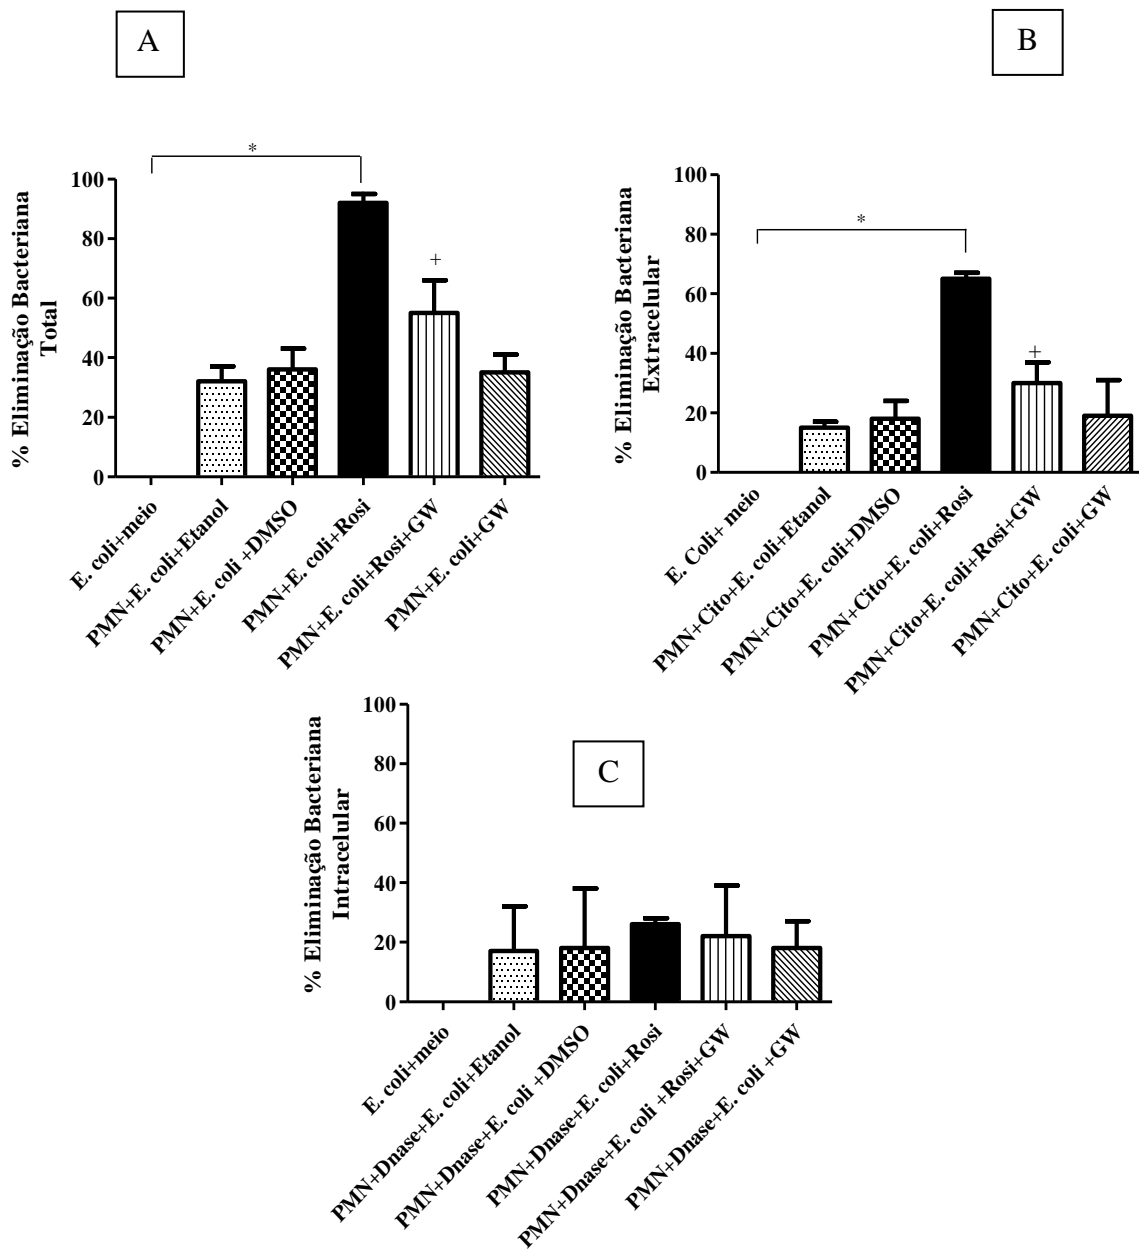 A
*
% Eliminação Bacteriana
Total
100
80
60
40
20
0
+
E. coli+meio
PMN+E. coli+Etanol
PMN+E. coli +DMSO
PMN+E. coli+Rosi
PMN+E. coli+Rosi+GW
PMN+E. coli+GW
B
*
% Eliminação Bacteriana
Extracelular
100
80
60
40
20
0
+
E. Coli+ meio
PMN+Cito+E. coli+Etanol
PMN+Cito+E. coli+DMSO
PMN+Cito+E. coli+Rosi
PMN+Cito+E. coli+Rosi+GW
PMN+Cito+E. coli+GW
C
% Eliminação Bacteriana
Intracelular
100
80
60
40
20
0
E. coli+meio
PMN+Dnase+E. coli+Etanol
PMN+Dnase+E. coli +DMSO
PMN+Dnase+E. coli+Rosi
PMN+Dnase+E. coli +Rosi+GW
PMN+Dnase+E. coli +GW